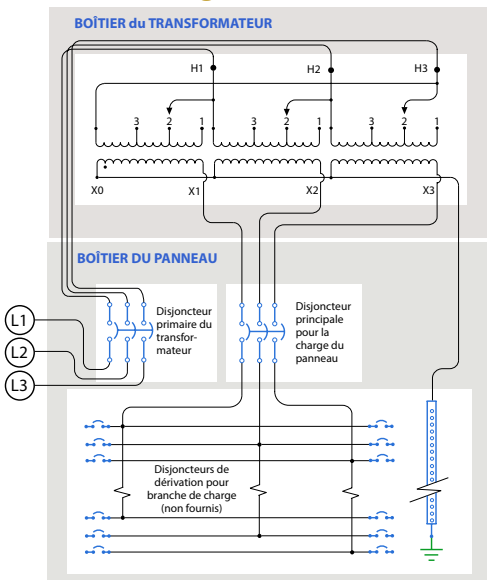 BOÎTIER du TRANSFORMATEUR
H1 H2 H3
3 2 1 3 2 1 3 2 1
X0 X1 X2 X3
BOÎTIER DU PANNEAU
Disjoncteur
primaire du
transfor-
mateur
Disjoncteur
principale
pour la
charge du
panneau
L1
L2
L3
Disjoncteurs de
dérivation pour
branche de charge
(non fournis)